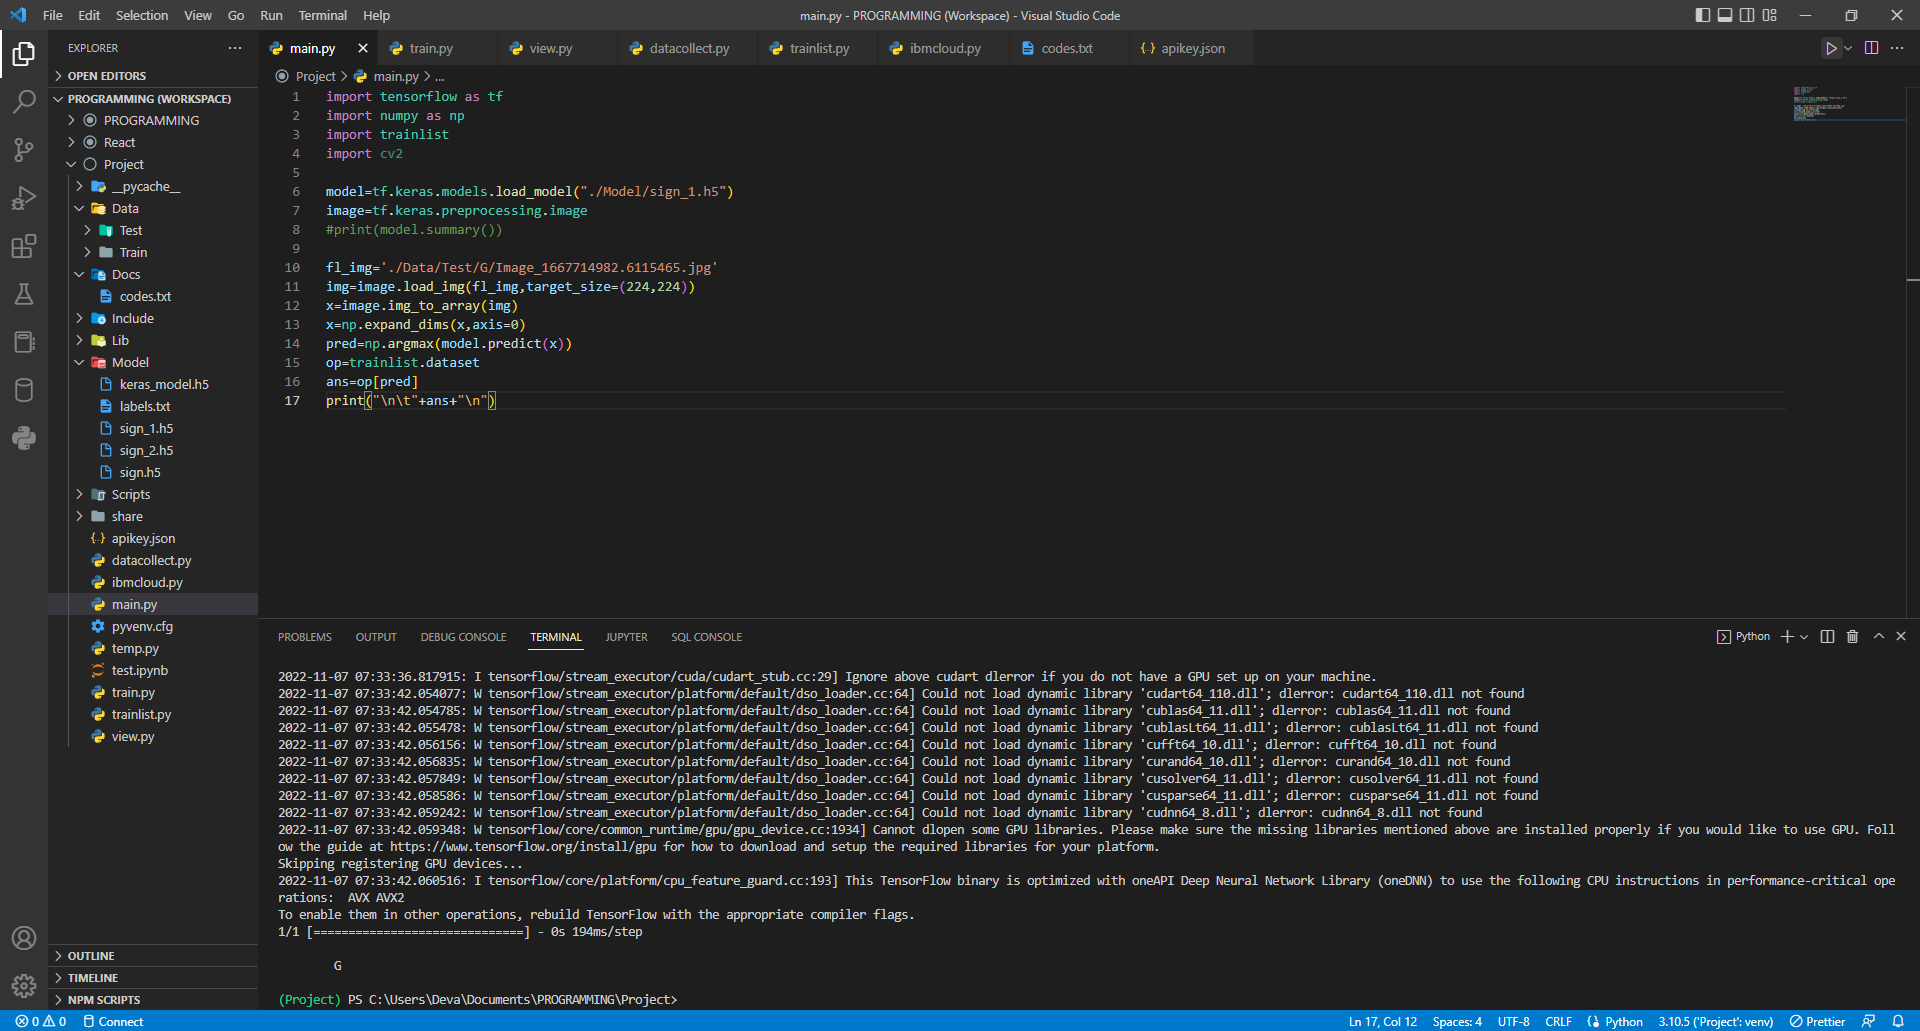 File Edit Selection View Go Run Terminal Help
main.py - PROGRAMMING (Workspace) - Visual Studio Code
EXPLORER
OPEN EDITORS
PROGRAMMING (WORKSPACE)
PROGRAMMING
React
Project
__pycache__
Data
Test
Train
Docs
codes.txt
Include
Lib
Model
keras_model.h5
labels.txt
sign_1.h5
sign_2.h5
sign.h5
Scripts
share
apikey.json
datacollect.py
ibmcloud.py
main.py
pyvenv.cfg
temp.py
test.ipynb
train.py
trainlist.py
view.py
OUTLINE
TIMELINE
NPM SCRIPTS
main.py train.py view.py datacollect.py trainlist.py ibmcloud.py codes.txt apikey.json
Project > main.py > ...
1 import tensorflow as tf
2 import numpy as np
3 import trainlist
4 import cv2
5
6 model=tf.keras.models.load_model("./Model/sign_1.h5")
7 image=tf.keras.preprocessing.image
8 #print(model.summary())
9
10 fl_img='./Data/Test/G/Image_1667714982.6115465.jpg'
11 img=image.load_img(fl_img,target_size=(224,224))
12 x=image.img_to_array(img)
13 x=np.expand_dims(x,axis=0)
14 pred=np.argmax(model.predict(x))
15 op=trainlist.dataset
16 ans=op[pred]
17 print("\n\t"+ans+"\n")
PROBLEMS OUTPUT DEBUG CONSOLE TERMINAL JUPYTER SQL CONSOLE
Python
2022-11-07 07:33:36.817915: I tensorflow/stream_executor/cuda/cudart_stub.cc:29] Ignore above cudart dlerror if you do not have a GPU set up on your machine.
2022-11-07 07:33:42.054077: W tensorflow/stream_executor/platform/default/dso_loader.cc:64] Could not load dynamic library 'cudart64_110.dll'; dlerror: cudart64_110.dll not found
2022-11-07 07:33:42.054785: W tensorflow/stream_executor/platform/default/dso_loader.cc:64] Could not load dynamic library 'cublas64_11.dll'; dlerror: cublas64_11.dll not found
2022-11-07 07:33:42.055478: W tensorflow/stream_executor/platform/default/dso_loader.cc:64] Could not load dynamic library 'cublasLt64_11.dll'; dlerror: cublasLt64_11.dll not found
2022-11-07 07:33:42.056156: W tensorflow/stream_executor/platform/default/dso_loader.cc:64] Could not load dynamic library 'cufft64_10.dll'; dlerror: cufft64_10.dll not found
2022-11-07 07:33:42.056835: W tensorflow/stream_executor/platform/default/dso_loader.cc:64] Could not load dynamic library 'curand64_10.dll'; dlerror: curand64_10.dll not found
2022-11-07 07:33:42.057849: W tensorflow/stream_executor/platform/default/dso_loader.cc:64] Could not load dynamic library 'cusolver64_11.dll'; dlerror: cusolver64_11.dll not found
2022-11-07 07:33:42.058586: W tensorflow/stream_executor/platform/default/dso_loader.cc:64] Could not load dynamic library 'cusparse64_11.dll'; dlerror: cusparse64_11.dll not found
2022-11-07 07:33:42.059242: W tensorflow/stream_executor/platform/default/dso_loader.cc:64] Could not load dynamic library 'cudnn64_8.dll'; dlerror: cudnn64_8.dll not found
2022-11-07 07:33:42.059348: W tensorflow/core/common_runtime/gpu/gpu_device.cc:1934] Cannot dlopen some GPU libraries. Please make sure the missing libraries mentioned above are installed properly if you would like to use GPU. Foll
ow the guide at https://www.tensorflow.org/install/gpu for how to download and setup the required libraries for your platform.
Skipping registering GPU devices...
2022-11-07 07:33:42.060516: I tensorflow/core/platform/cpu_feature_guard.cc:193] This TensorFlow binary is optimized with oneAPI Deep Neural Network Library (oneDNN) to use the following CPU instructions in performance-critical ope
rations:  AVX AVX2
To enable them in other operations, rebuild TensorFlow with the appropriate compiler flags.
1/1 [==============================] - 0s 194ms/step
G
(Project) PS C:\Users\Deva\Documents\PROGRAMMING\Project>
0 0 Connect
Ln 17, Col 12 Spaces: 4 UTF-8 CRLF Python 3.10.5 ('Project': venv) Prettier